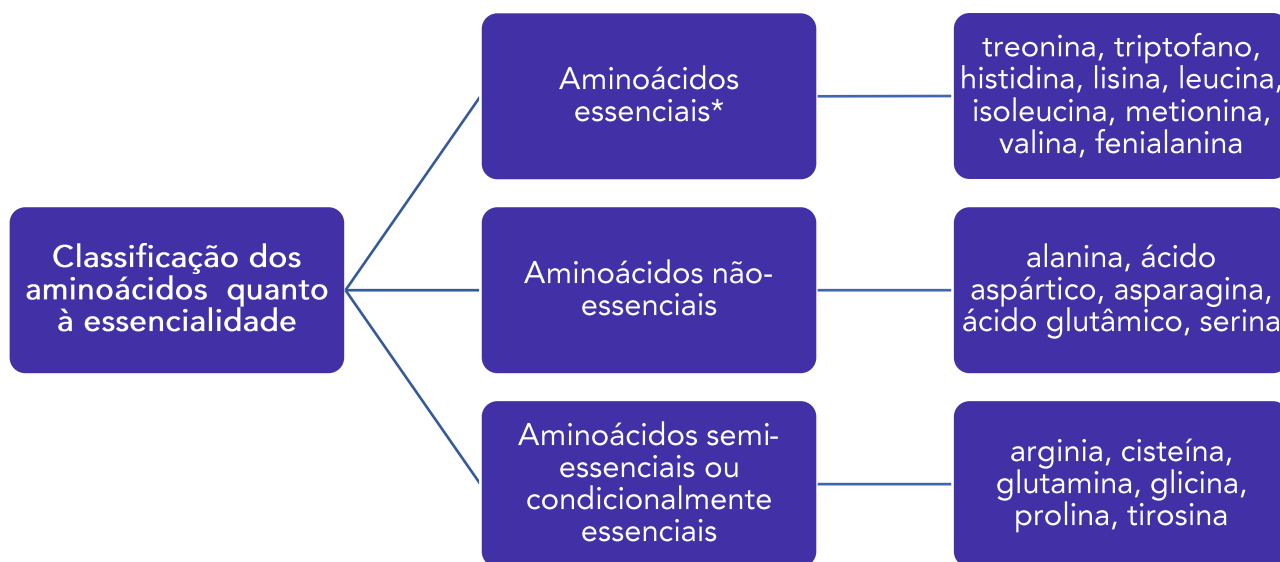 Classificação dos
aminoácidos quanto
à essencialidade
Aminoácidos
essenciais*
treonina, triptofano,
histidina, lisina, leucina,
isoleucina, metionina,
valina, fenialanina
Aminoácidos não-
essenciais
alanina, ácido
aspártico, asparagina,
ácido glutâmico, serina
Aminoácidos semi-
essenciais ou
condicionalmente
essenciais
arginia, cisteína,
glutamina, glicina,
prolina, tirosina